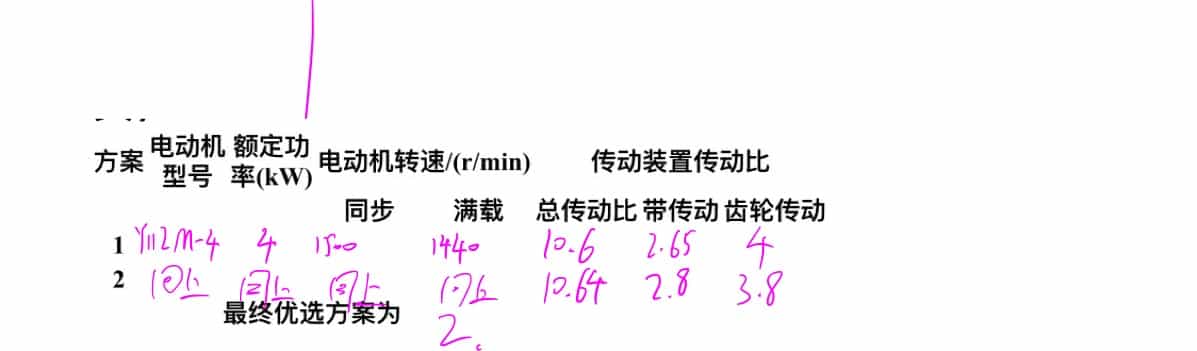 方案 电动机型号 额定功率(kW) 电动机转速/(r/min) 传动装置传动比
同步 满载 总传动比 带传动 齿轮传动
1 Y112M-4 4 1500 1440 10.6 2.65 4
2 同上 同上 同上 同上 10.64 2.8 3.8
最终优选方案为 2。